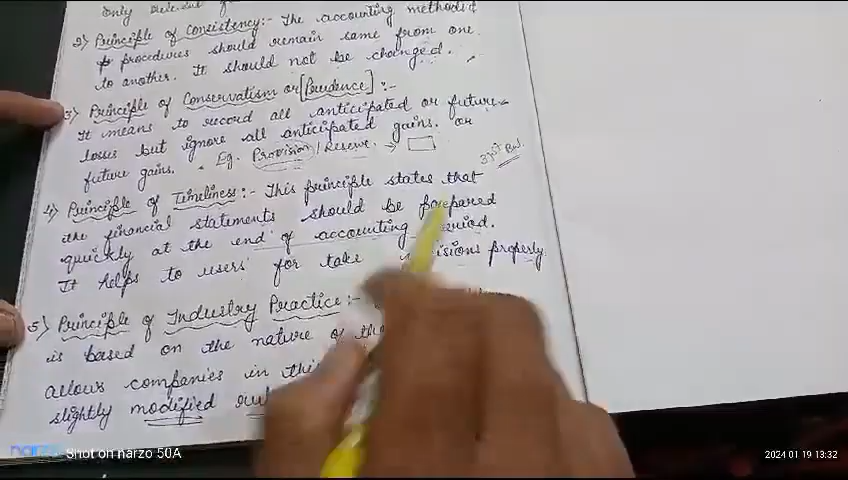 only
2) Principle of Consistency:- The accounting methods &
procedures should remain same from one
to another. It should not be changed.
3) Principle of Conservatism or [Prudence] :-
It means to record all anticipated or future
losses but ignore all anticipated gains. or
future gains. Eg. Provision / Reserve.
31st
4) Principle of Timeliness :- This principle states that
the financial statements should be prepared
quickly at the end of accounting period.
It helps to users for take decisions properly
5) Principle of Industry Practice :-
is based on the nature of the
allows companies in this
slightly modified
narzo Shot on narzo 50A
2024 01 19 13:32